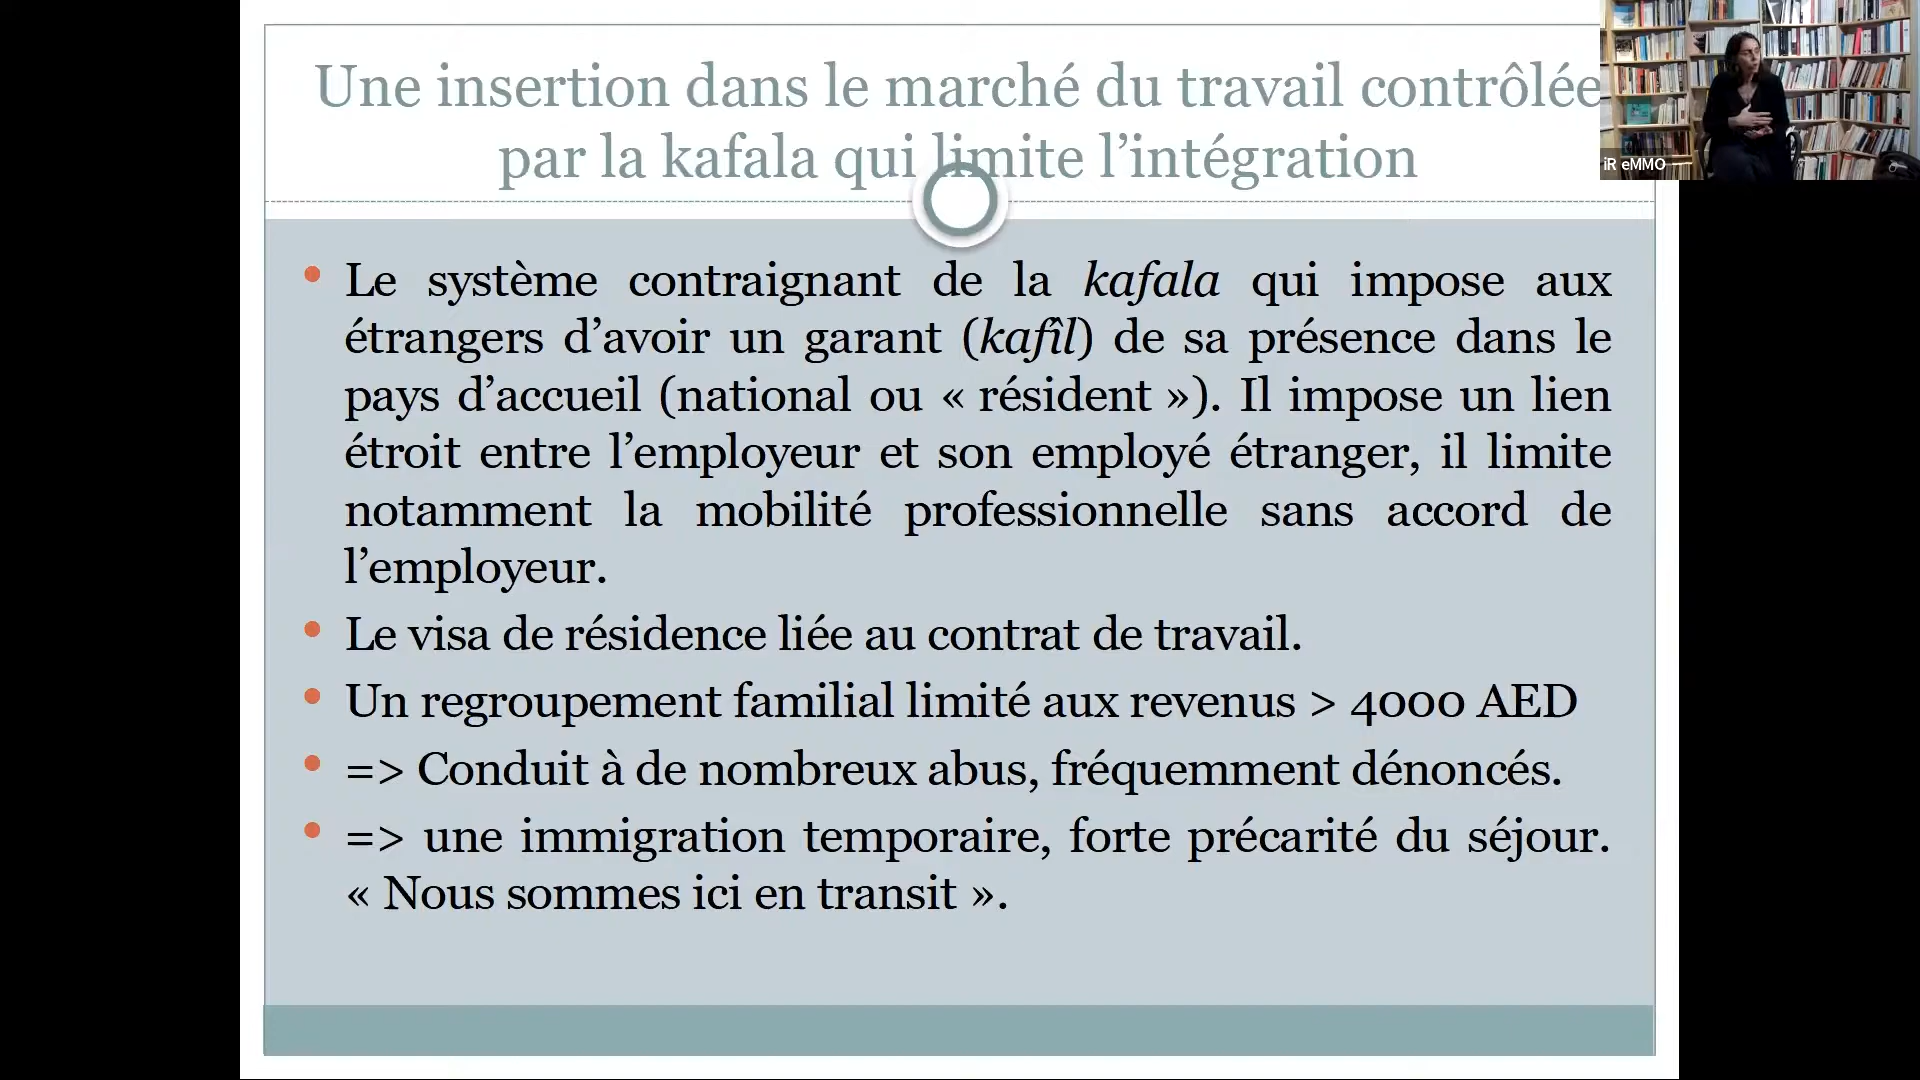 Une insertion dans le marché du travail contrôlée
par la kafala qui limite l’intégration
iR eMMO
• Le système contraignant de la kafala qui impose aux
étrangers d’avoir un garant (kafîl) de sa présence dans le
pays d’accueil (national ou « résident »). Il impose un lien
étroit entre l’employeur et son employé étranger, il limite
notamment la mobilité professionnelle sans accord de
l’employeur.
• Le visa de résidence liée au contrat de travail.
• Un regroupement familial limité aux revenus > 4000 AED
• => Conduit à de nombreux abus, fréquemment dénoncés.
• => une immigration temporaire, forte précarité du séjour.
« Nous sommes ici en transit ».